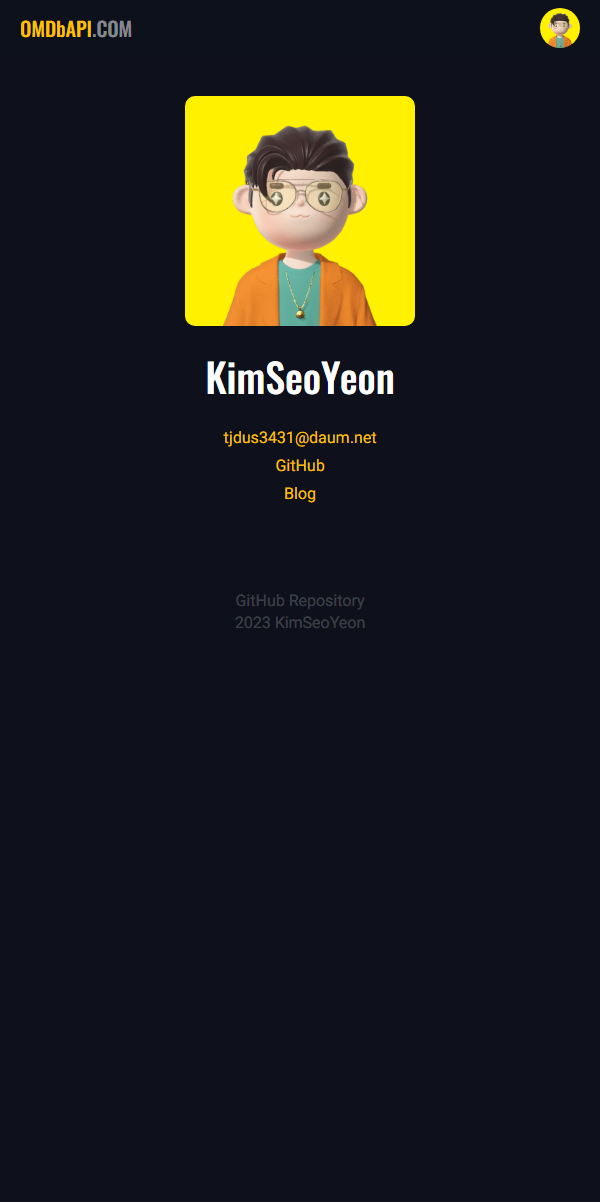 OMDbAPI.COM
KimSeoYeon
tjdus3431@daum.net
GitHub
Blog
GitHub Repository
2023 KimSeoYeon